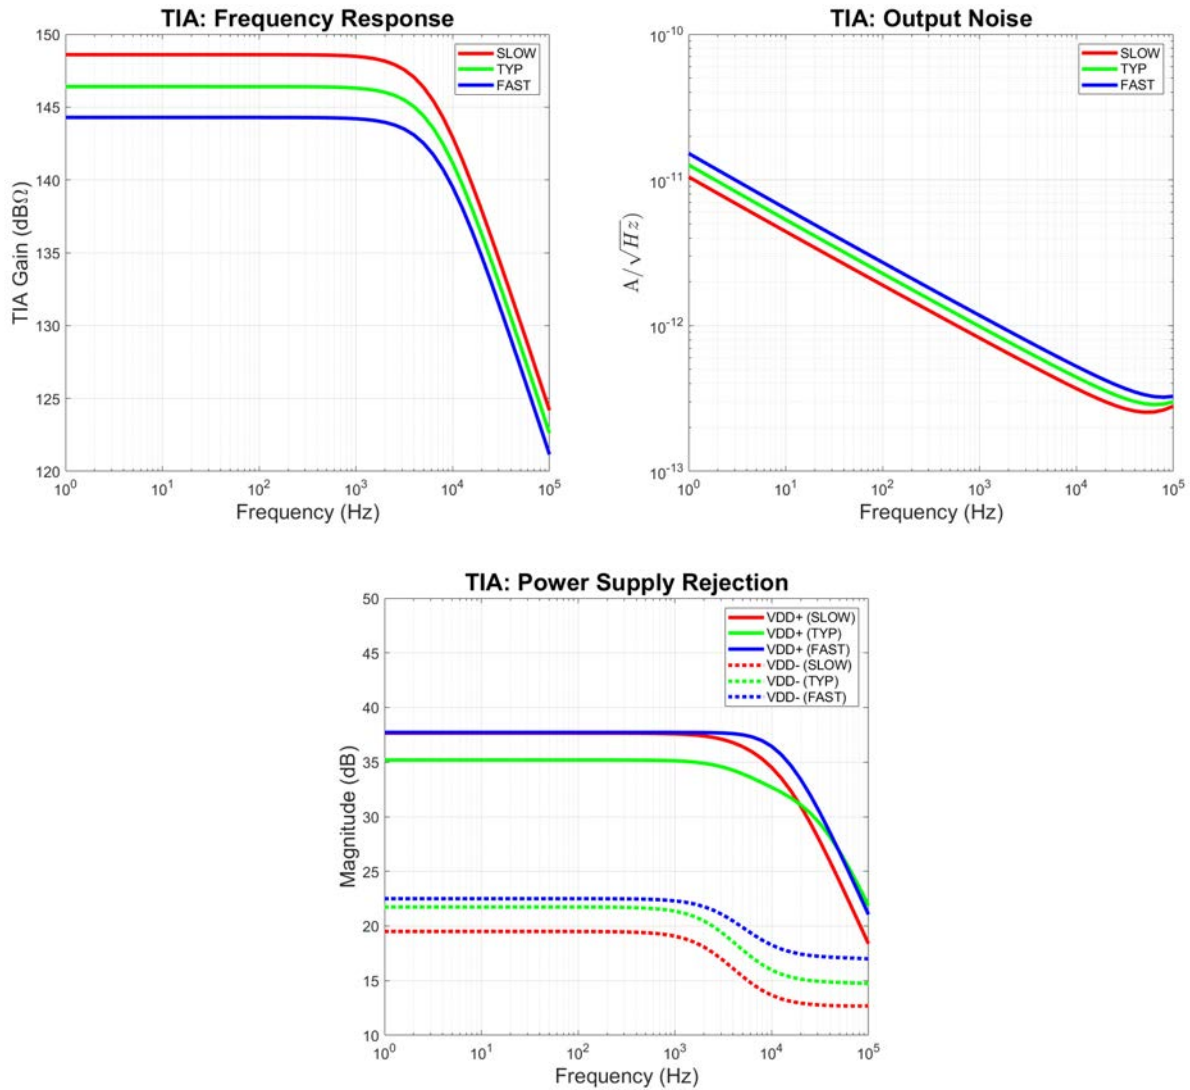 TIA: Frequency Response
150
145
140
135
130
125
120
TIA Gain (dBΩ)
SLOW
TYP
FAST
10^0
10^1
10^2
10^3
10^4
10^5
Frequency (Hz)
TIA: Output Noise
10^-10
10^-11
10^-12
10^-13
A/√Hz)
SLOW
TYP
FAST
10^0
10^1
10^2
10^3
10^4
10^5
Frequency (Hz)
TIA: Power Supply Rejection
50
45
40
35
30
25
20
15
10
Magnitude (dB)
VDD+ (SLOW)
VDD+ (TYP)
VDD+ (FAST)
VDD- (SLOW)
VDD- (TYP)
VDD- (FAST)
10^0
10^1
10^2
10^3
10^4
10^5
Frequency (Hz)